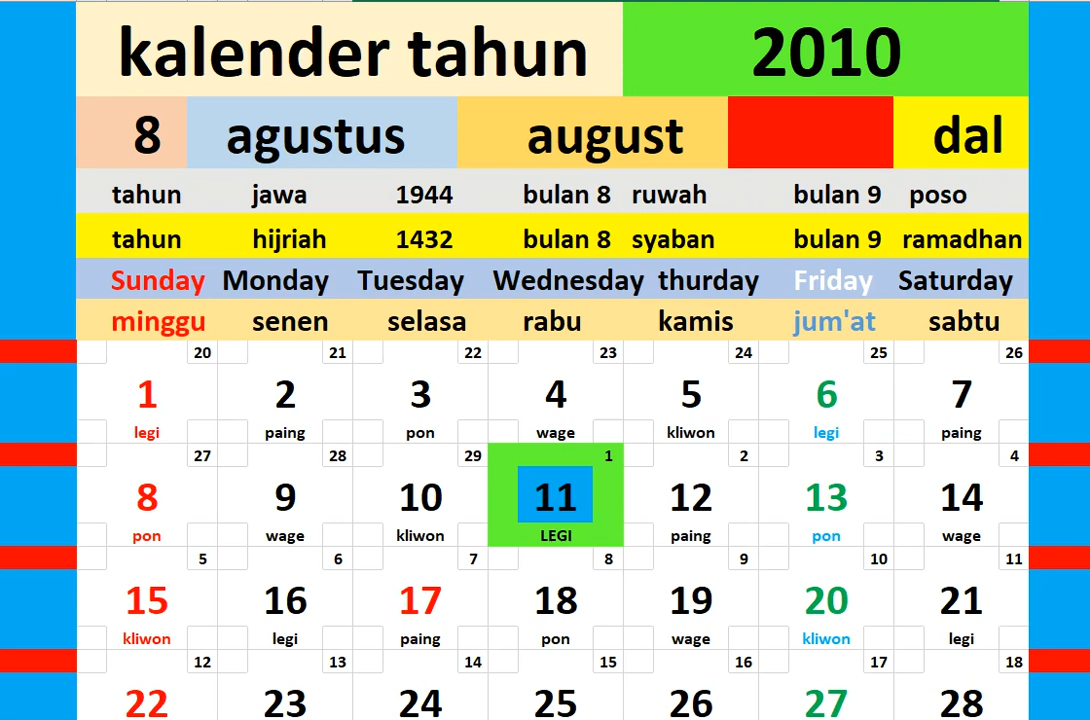 kalender tahun 2010
8 agustus august dal
tahun jawa 1944 bulan 8 ruwah bulan 9 poso
tahun hijriah 1432 bulan 8 syaban bulan 9 ramadhan
Sunday Monday Tuesday Wednesday thurday Friday Saturday
minggu senen selasa rabu kamis jum'at sabtu
20 21 22 23 24 25 26
1 2 3 4 5 6 7
legi paing pon wage kliwon legi paing
27 28 29 1 2 3 4
8 9 10 11 12 13 14
pon wage kliwon LEGI paing pon wage
5 6 7 8 9 10 11
15 16 17 18 19 20 21
kliwon legi paing pon wage kliwon legi
12 13 14 15 16 17 18
22 23 24 25 26 27 28